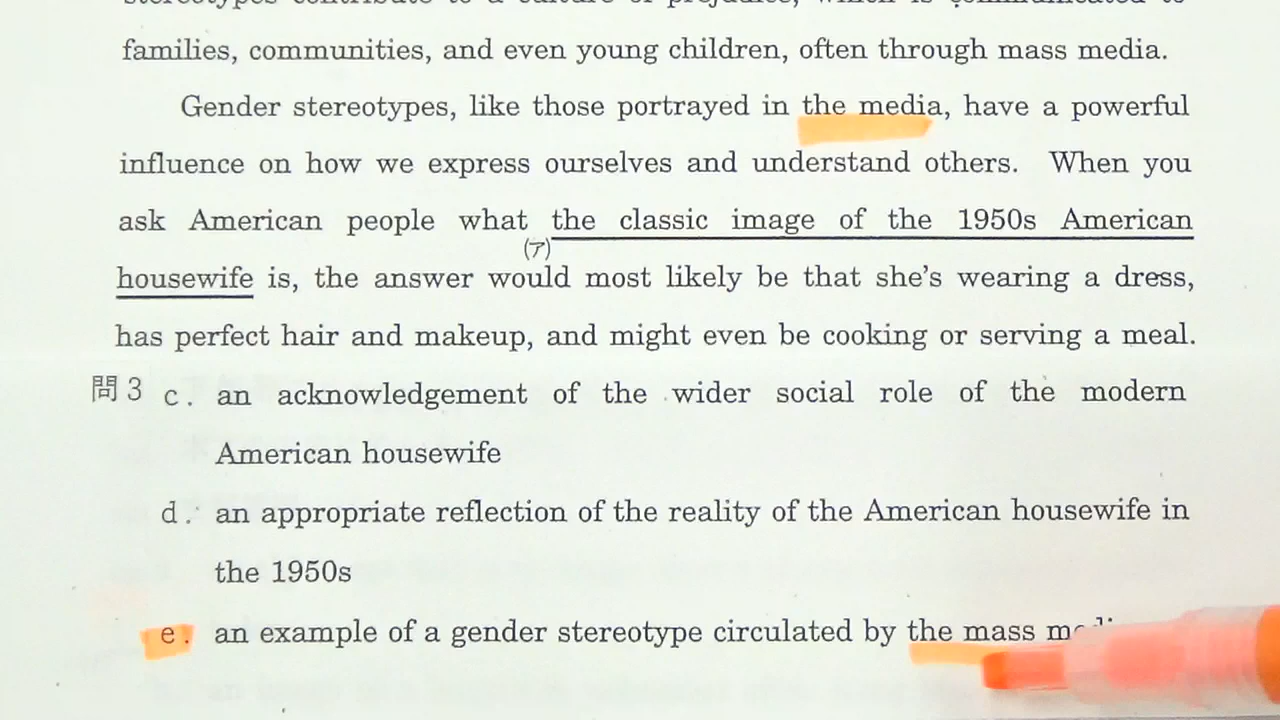 families, communities, and even young children, often through mass media.
Gender stereotypes, like those portrayed in the media, have a powerful
influence on how we express ourselves and understand others. When you
ask American people what the classic image of the 1950s American
(ア)
housewife is, the answer would most likely be that she's wearing a dress,
has perfect hair and makeup, and might even be cooking or serving a meal.
問3 c. an acknowledgement of the wider social role of the modern
American housewife
d. an appropriate reflection of the reality of the American housewife in
the 1950s
e. an example of a gender stereotype circulated by the mass